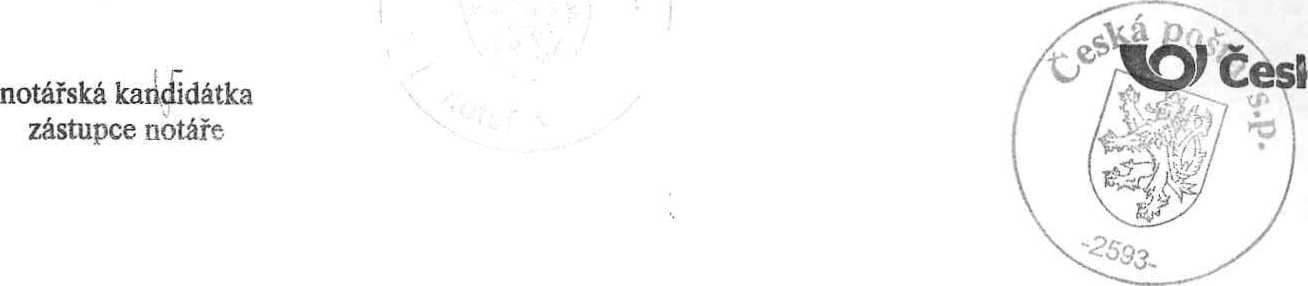 notářská kandidátka
zástupce notáře
Česká pošta, s.p.
Česk
-2593-